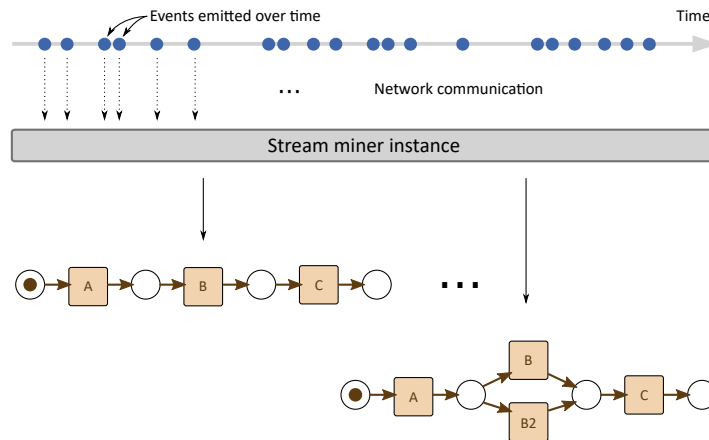 Events emitted over time
Time
...
Network communication
Stream miner instance
A
B
C
...
B
A
C
B2